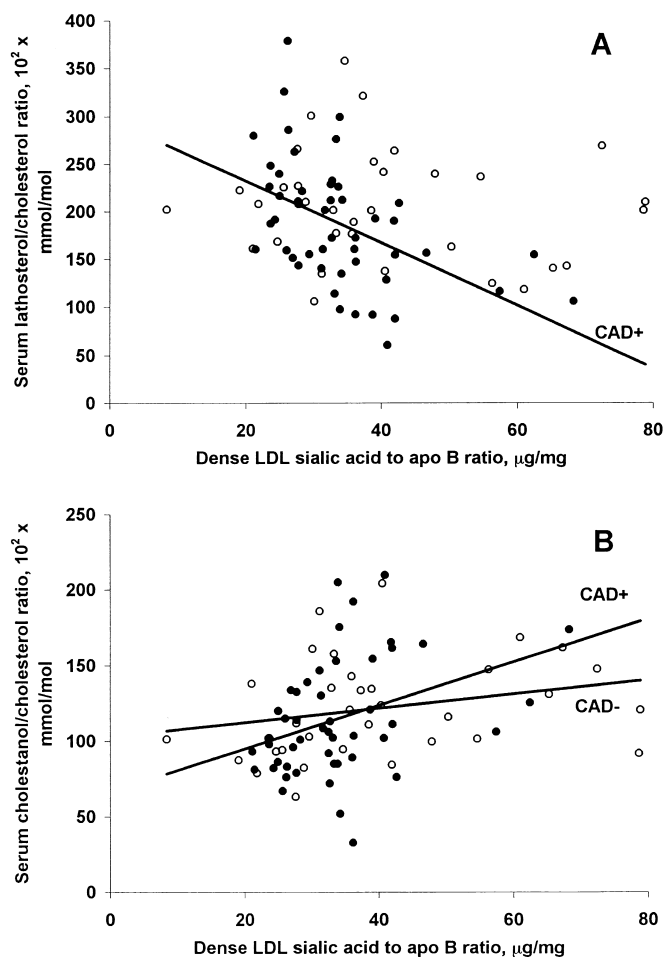 A
Serum lathosterol/cholesterol ratio, 10² x
mmol/mol
400
350
300
250
200
150
100
50
0
CAD+
0 20 40 60 80
Dense LDL sialic acid to apo B ratio, μg/mg
B
Serum cholestanol/cholesterol ratio, 10² x
mmol/mol
250
200
150
100
50
0
CAD+
CAD-
0 20 40 60 80
Dense LDL sialic acid to apo B ratio, μg/mg